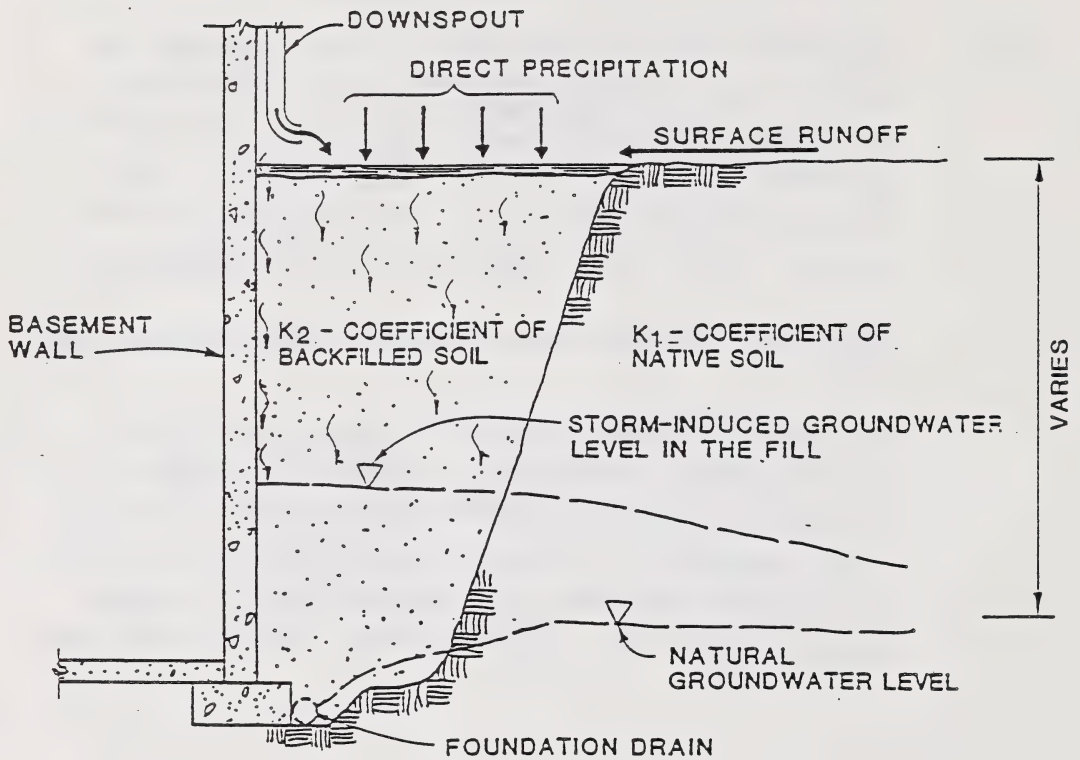 DOWNSPOUT
DIRECT PRECIPITATION
SURFACE RUNOFF
BASEMENT
WALL
K2 - COEFFICIENT OF
BACKFILLED SOIL
K1 - COEFFICIENT OF
NATIVE SOIL
VARIES
STORM-INDUCED GROUNDWATER
LEVEL IN THE FILL
NATURAL
GROUNDWATER LEVEL
FOUNDATION DRAIN